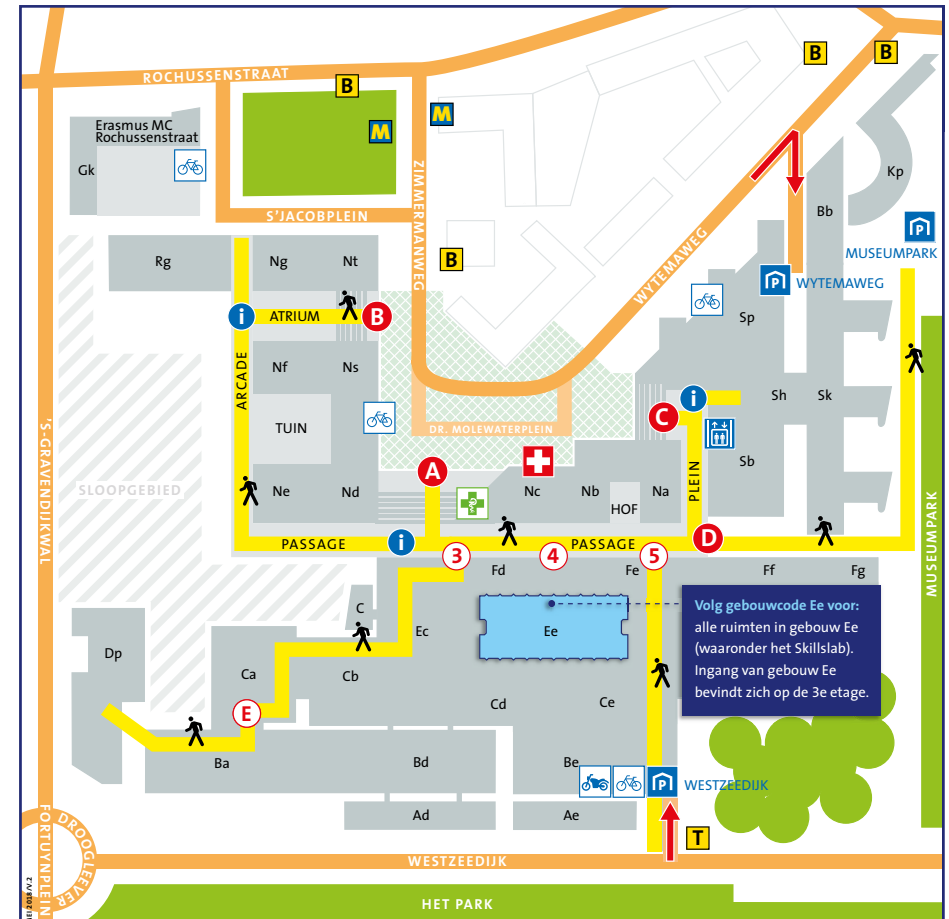 B
B
ROCHUSSENSTRAAT
B
M
M
Erasmus MC
Rochussenstraat
Gk
ZIMMERMANWEG
Kp
Bb
S'JACOBPLEIN
P
MUSEUMPARK
WYTEMAWEG
Rg
Ng
Nt
B
P
WYTEMAWEG
i
ATRIUM
B
Sp
ARCADE
Nf
Ns
i
Sh
Sk
'S-GRAVENDIJKWAL
TUIN
DR. MOLEWATERPLEIN
C
A
PLEIN
Sb
SLOOPGEBIED
Ne
Nd
Nc
Nb
Na
HOF
PASSAGE
i
PASSAGE
D
3
4
5
MUSEUMPARK
Fd
Fe
Ff
Fg
C
Ec
Ee
Volg gebouwcode Ee voor:
alle ruimten in gebouw Ee
(waaronder het Skillslab).
Ingang van gebouw Ee
bevindt zich op de 3e etage.
Dp
Ca
Cb
Cd
Ce
E
Ba
Bd
Be
P
WESTZEEDIJK
Ad
Ae
T
DROOGLEEVER
FORTUYNPLEIN
WESTZEEDIJK
HET PARK